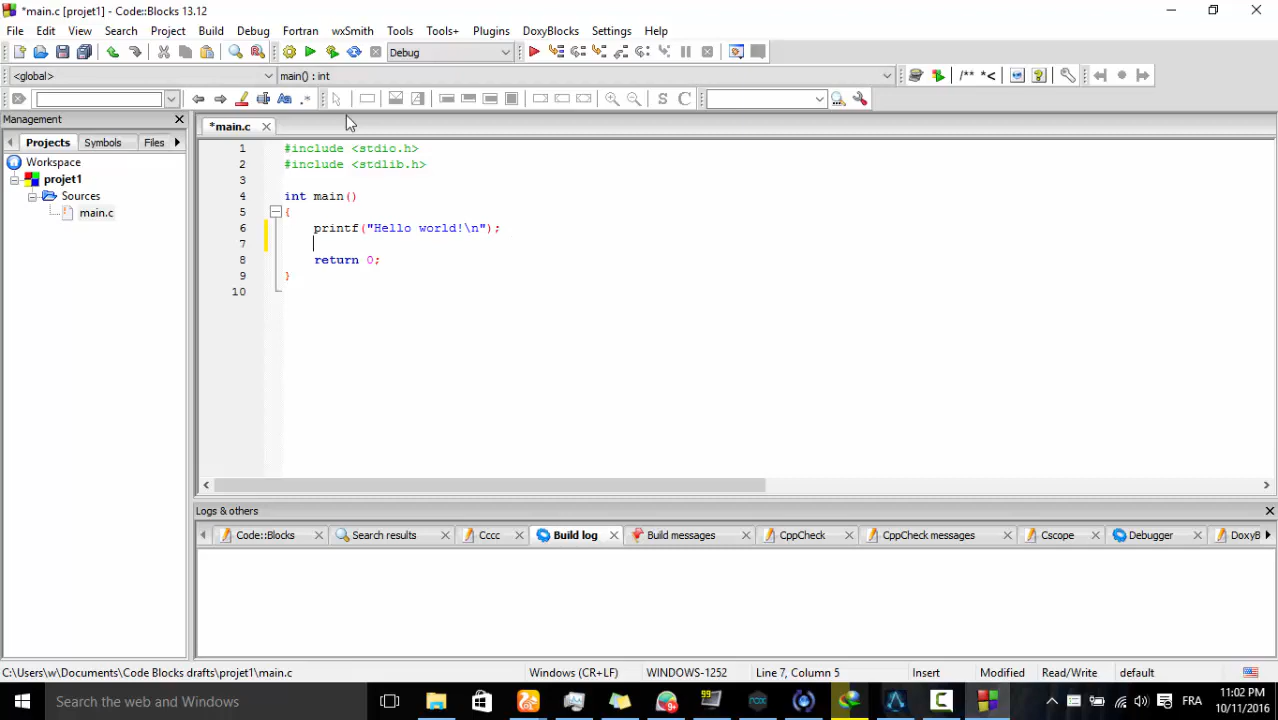 *main.c [projet1] - Code::Blocks 13.12
File Edit View Search Project Build Debug Fortran wxSmith Tools Tools+ Plugins DoxyBlocks Settings Help
Debug
<global> main() : int /** *<
Aa .* S C
Management
*main.c
Projects Symbols Files
Workspace
projet1
Sources
main.c
1 #include <stdio.h>
2 #include <stdlib.h>
3
4 int main()
5 {
6 printf("Hello world!\n");
7
8 return 0;
9 }
10
Logs & others
Code::Blocks Search results Cccc Build log Build messages CppCheck CppCheck messages Cscope Debugger DoxyB
C:\Users\w\Documents\Code Blocks drafts\projet1\main.c Windows (CR+LF) WINDOWS-1252 Line 7, Column 5 Insert Modified Read/Write default
Search the web and Windows
99
FRA
11:02 PM
10/11/2016